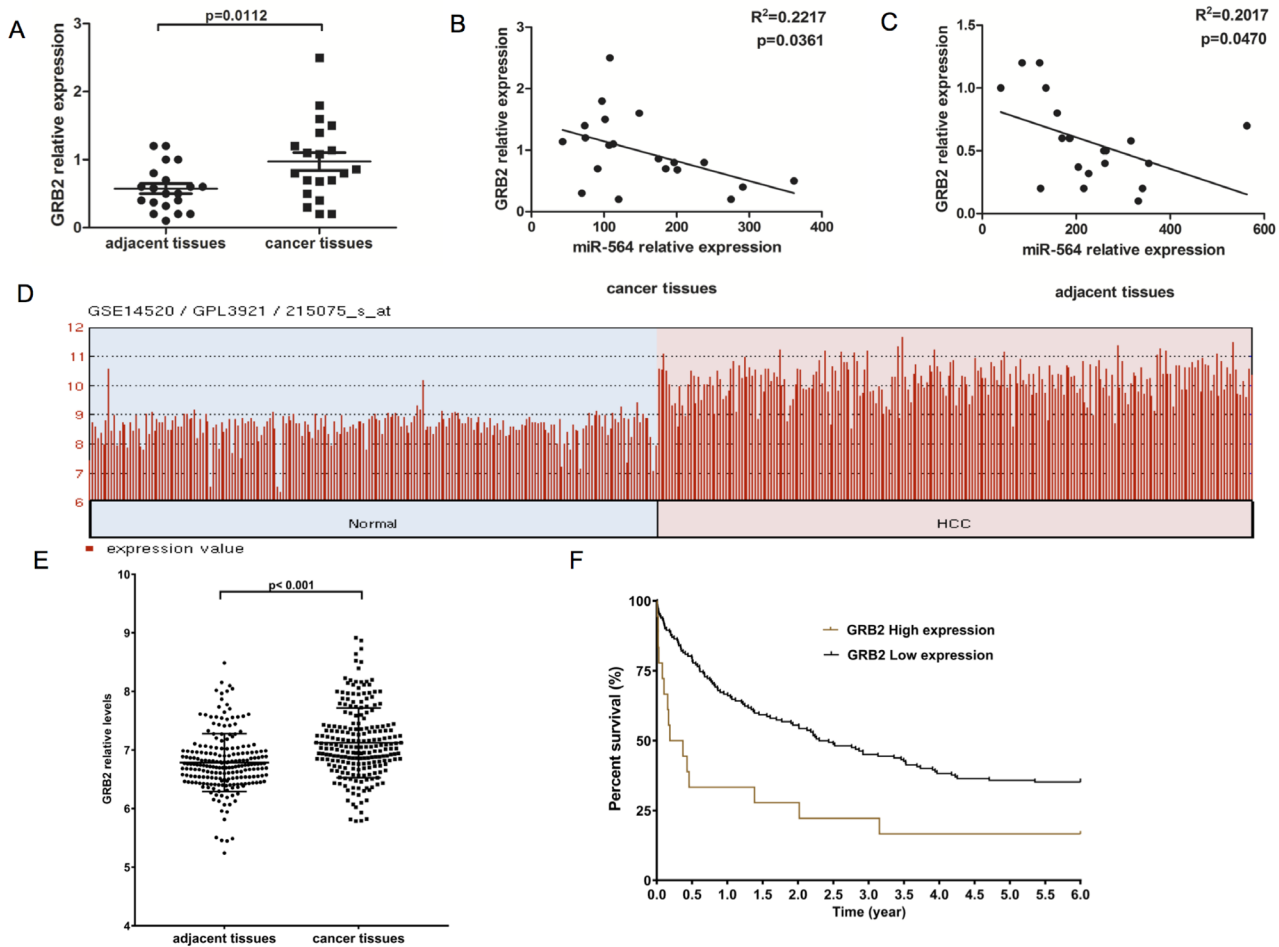 A
p=0.0112
GRB2 relative expression
3
2
1
0
adjacent tissues
cancer tissues
B
R²=0.2217
p=0.0361
GRB2 relative expression
3
2
1
0
0
100
200
300
400
miR-564 relative expression
cancer tissues
C
R²=0.2017
p=0.0470
GRB2 relative expression
1.5
1.0
0.5
0.0
0
200
400
600
miR-564 relative expression
adjacent tissues
D
GSE14520 / GPL3921 / 215075_s_at
12
11
10
9
8
7
6
Normal
HCC
expression value
E
p< 0.001
GRB2 relative levels
10
9
8
7
6
5
4
adjacent tissues
cancer tissues
F
GRB2 High expression
GRB2 Low expression
Percent survival (%)
100
75
50
25
0
0.0
0.5
1.0
1.5
2.0
2.5
3.0
3.5
4.0
4.5
5.0
5.5
6.0
Time (year)